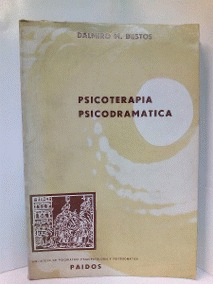 DALMIRO M. BUSTOS
PSICOTERAPIA
PSICODRAMATICA
PAIDOS